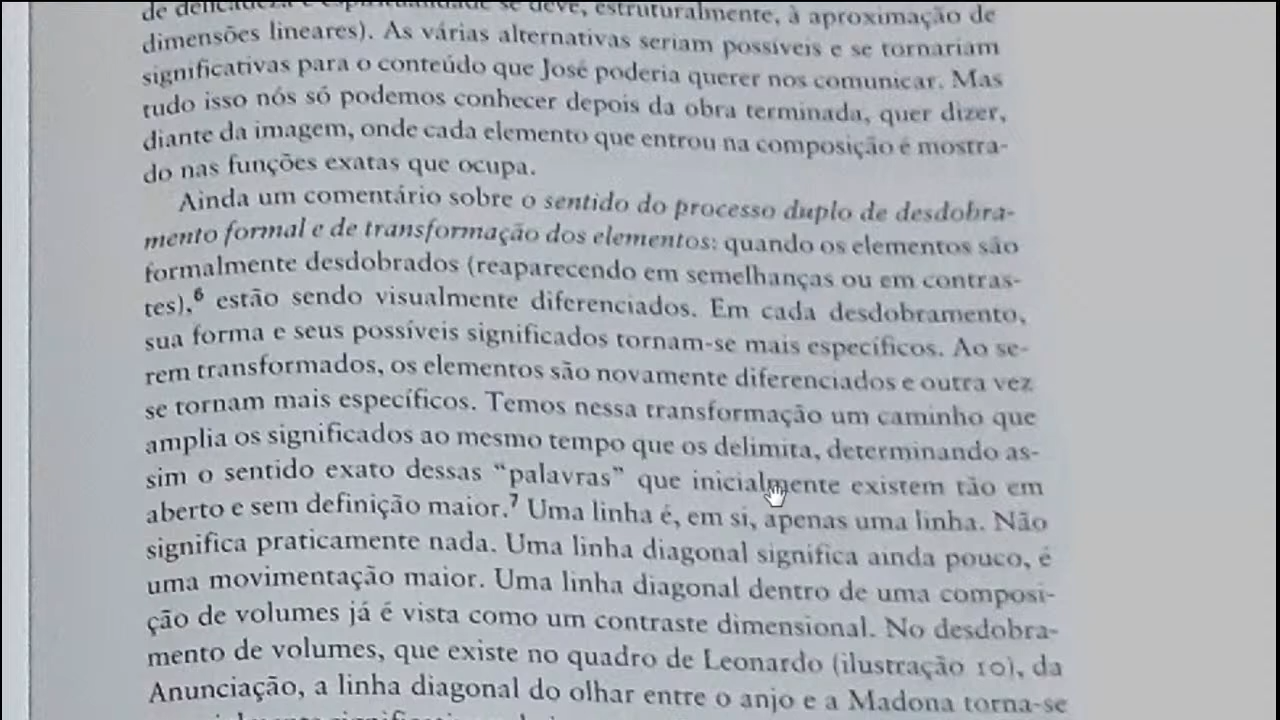 de delicadeza e espiritualidade se deve, estruturalmente, à aproximação de
dimensões lineares). As várias alternativas seriam possíveis e se tornariam
significativas para o conteúdo que José poderia querer nos comunicar. Mas
tudo isso nós só podemos conhecer depois da obra terminada, quer dizer,
diante da imagem, onde cada elemento que entrou na composição é mostra-
do nas funções exatas que ocupa.
Ainda um comentário sobre o sentido do processo duplo de desdobra-
mento formal e de transformação dos elementos: quando os elementos são
formalmente desdobrados (reaparecendo em semelhanças ou em contras-
tes),⁶ estão sendo visualmente diferenciados. Em cada desdobramento,
sua forma e seus possíveis significados tornam-se mais específicos. Ao se-
rem transformados, os elementos são novamente diferenciados e outra vez
se tornam mais específicos. Temos nessa transformação um caminho que
amplia os significados ao mesmo tempo que os delimita, determinando as-
sim o sentido exato dessas “palavras” que inicialmente existem tão em
aberto e sem definição maior.⁷ Uma linha é, em si, apenas uma linha. Não
significa praticamente nada. Uma linha diagonal significa ainda pouco, é
uma movimentação maior. Uma linha diagonal dentro de uma composi-
ção de volumes já é vista como um contraste dimensional. No desdobra-
mento de volumes, que existe no quadro de Leonardo (ilustração 10), da
Anunciação, a linha diagonal do olhar entre o anjo e a Madona torna-se